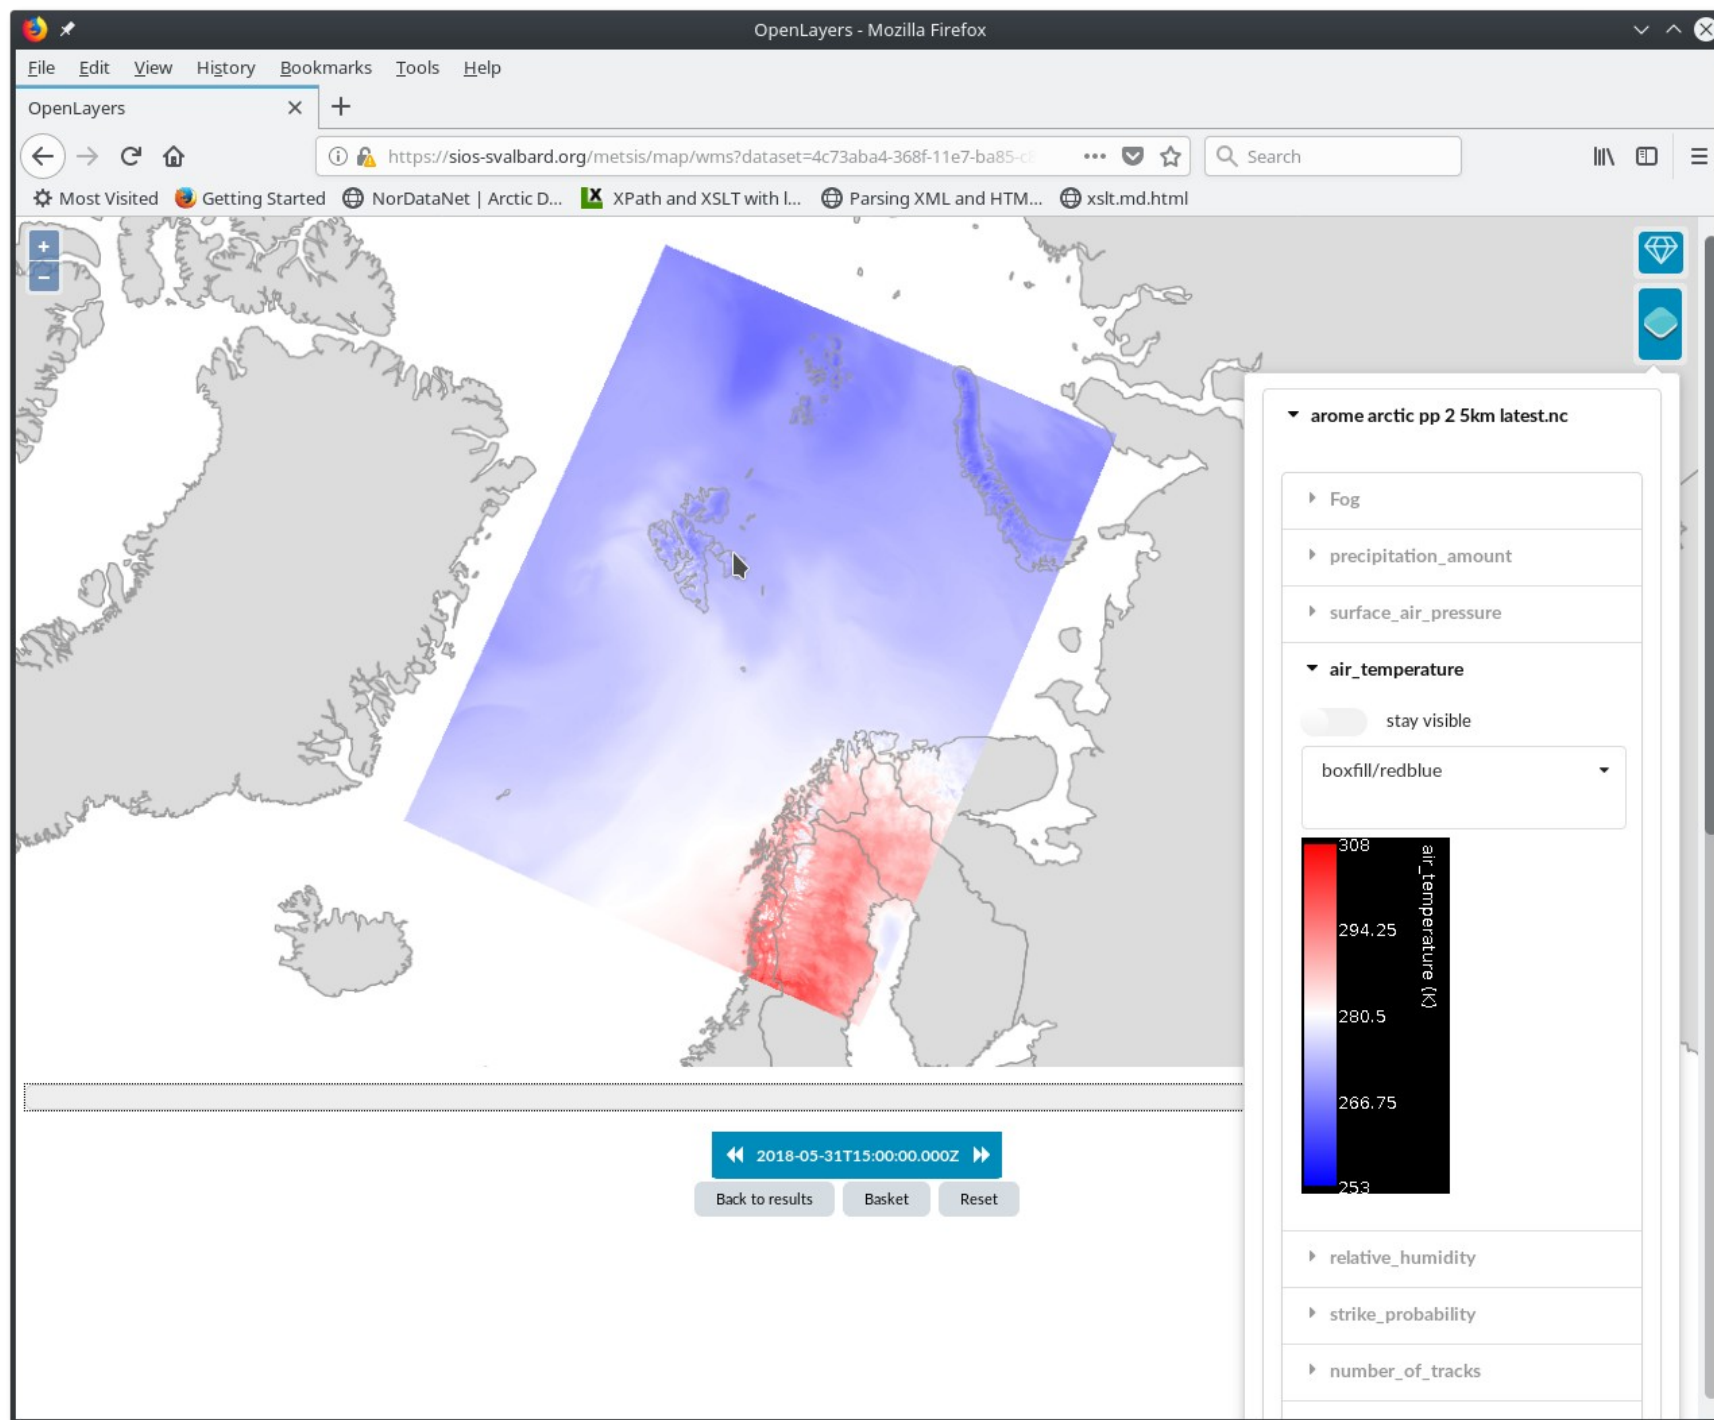 OpenLayers - Mozilla Firefox
File Edit View History Bookmarks Tools Help
OpenLayers
https://sios-svalbard.org/metsis/map/wms?dataset=4c73aba4-368f-11e7-ba85-c
Search
Most Visited Getting Started NorDataNet | Arctic D... XPath and XSLT with l... Parsing XML and HTM... xslt.md.html
+
−
arome arctic pp 2 5km latest.nc
Fog
precipitation_amount
surface_air_pressure
air_temperature
stay visible
boxfill/redblue
308
294.25
280.5
266.75
253
air_temperature (K)
2018-05-31T15:00:00.000Z
Back to results Basket Reset
relative_humidity
strike_probability
number_of_tracks